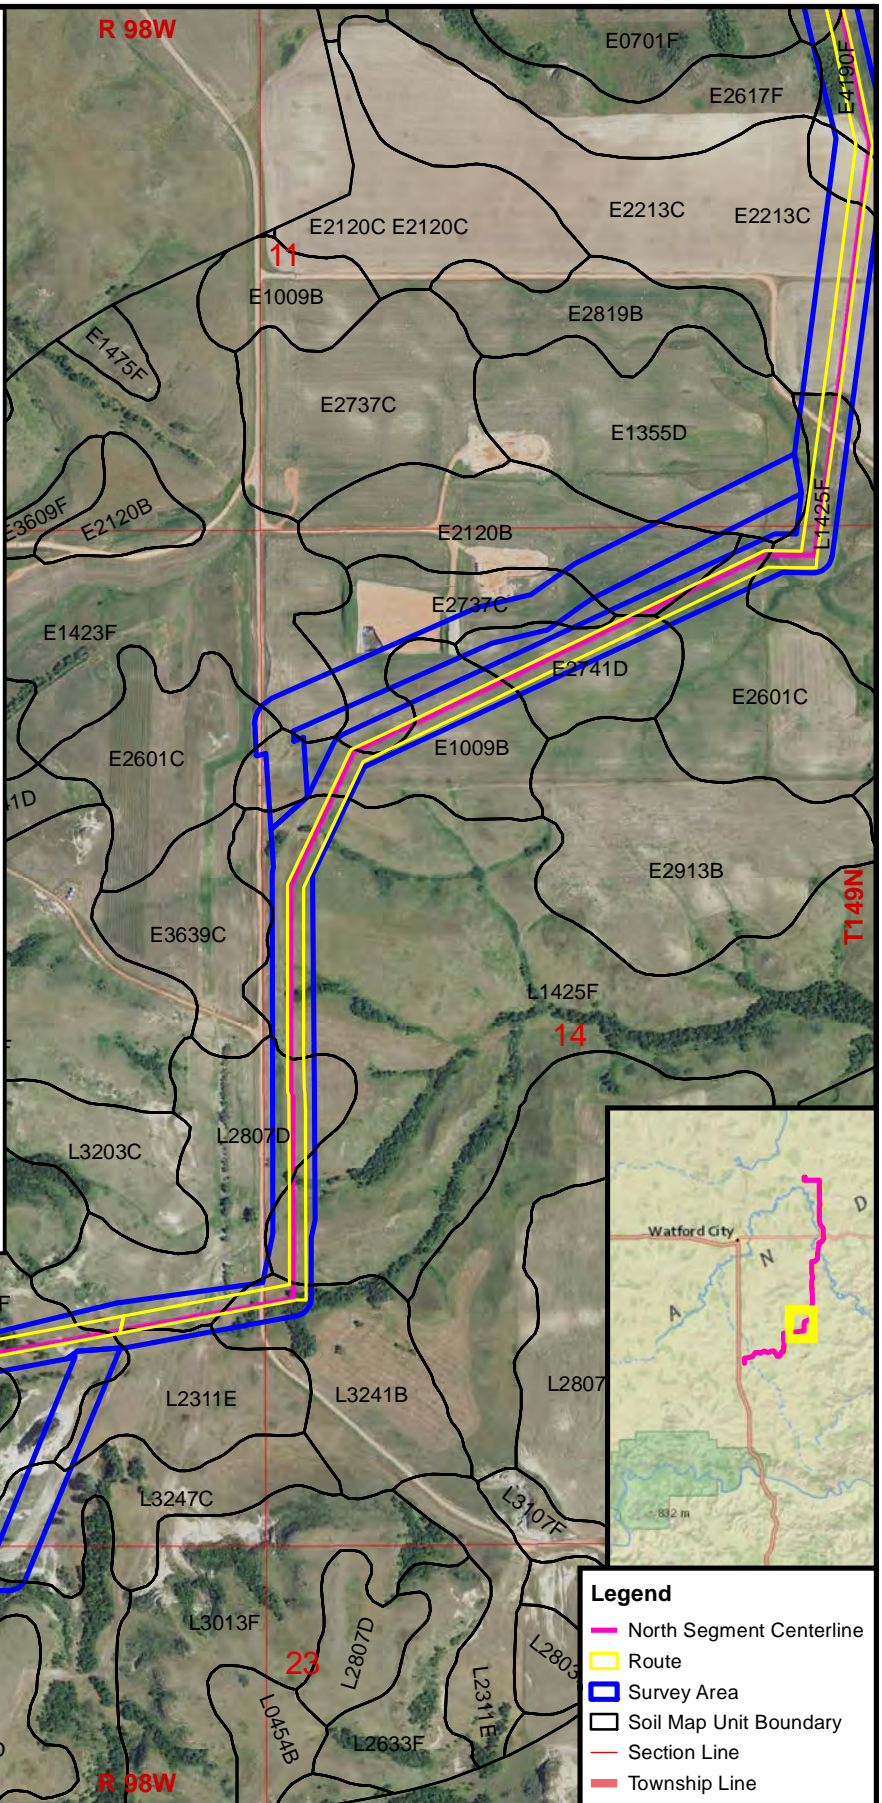 R 98W
E0701F
E4190F
E2617F
E2213C
E2213C
E2120C E2120C
11
E1009B
E2819B
E1475F
E2737C
E1355D
E3609F
E2120B
L1425F
E2120B
E2737C
E1423F
E2741D
E2601C
E1009B
E2601C
41D
E2913B
T149N
E3639C
L1425F
14
F
L2807D
L3203C
Watford City
D
N
A
832 m
F
L2807
L3241B
L2311E
L3247C
L3107F
L3013F
L2807D
23
L2803
L2311E
L0454B
L2633F
R 98W
Legend
North Segment Centerline
Route
Survey Area
Soil Map Unit Boundary
Section Line
Township Line